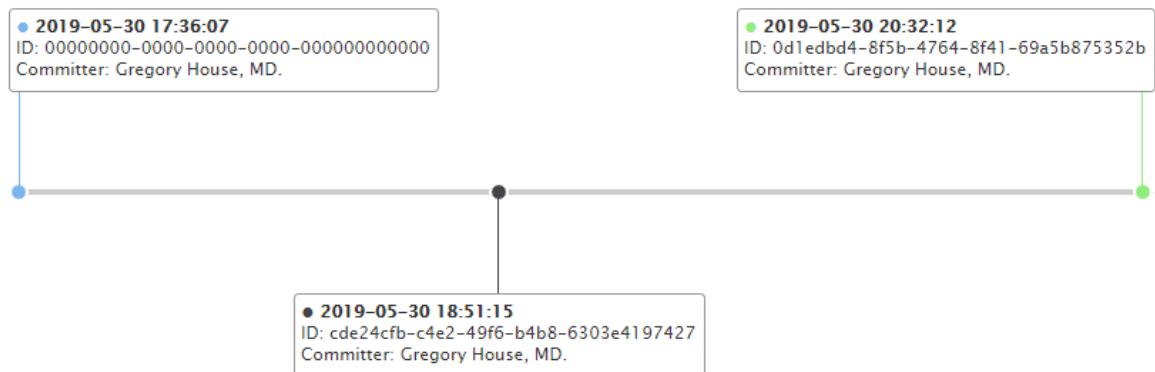 2019-05-30 17:36:07
ID: 00000000-0000-0000-0000-000000000000
Committer: Gregory House, MD.
2019-05-30 20:32:12
ID: 0d1edbd4-8f5b-4764-8f41-69a5b875352b
Committer: Gregory House, MD.
2019-05-30 18:51:15
ID: cde24cfb-c4e2-49f6-b4b8-6303e4197427
Committer: Gregory House, MD.